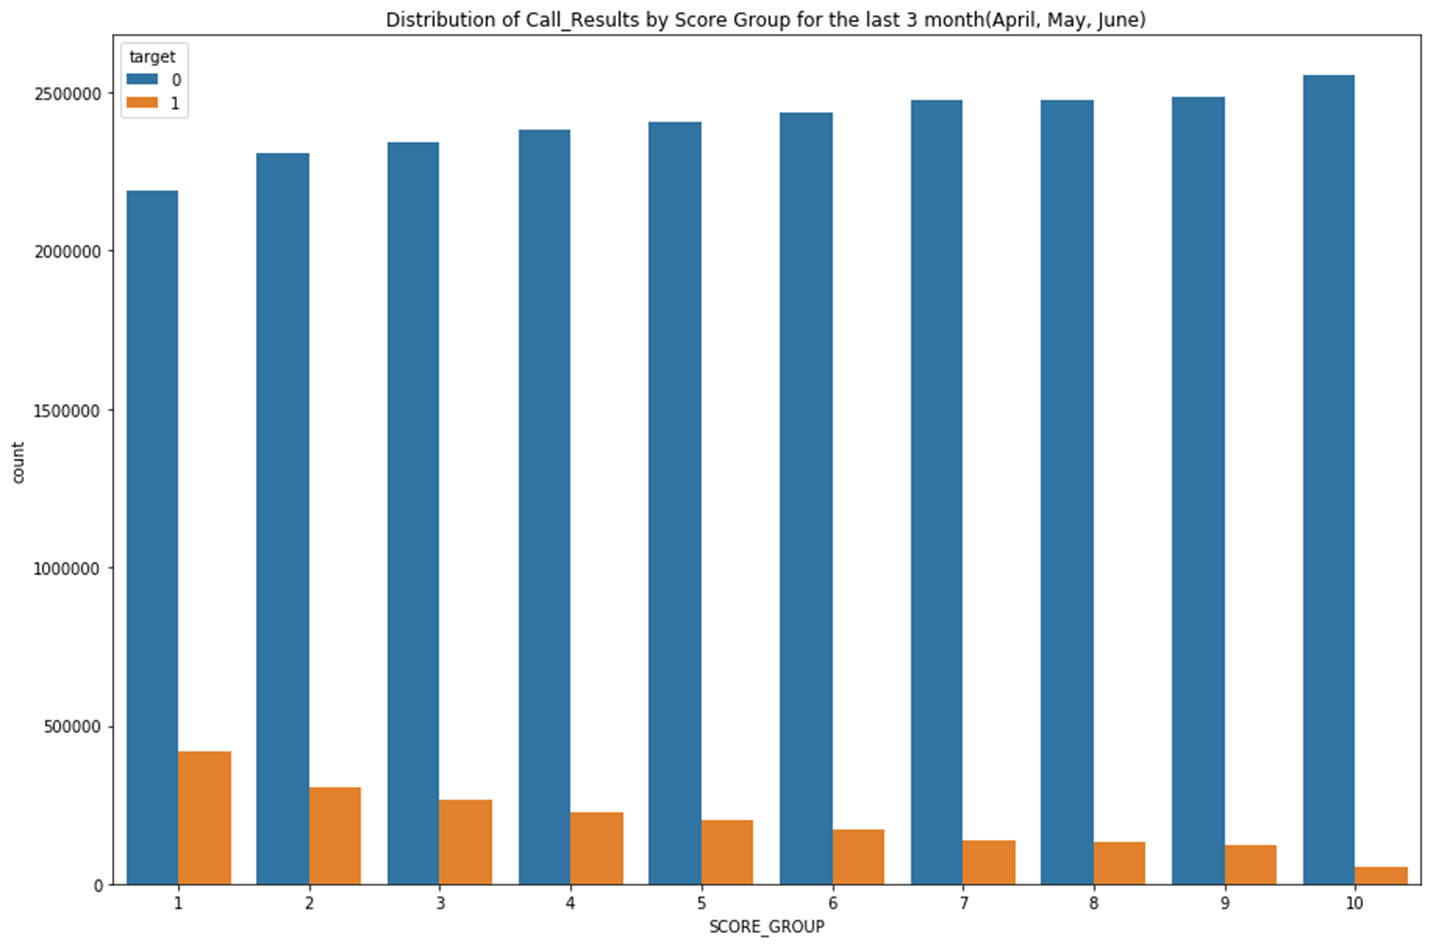 Distribution of Call_Results by Score Group for the last 3 month(April, May, June)
target
0
1
2500000
2000000
1500000
1000000
500000
0
count
1 2 3 4 5 6 7 8 9 10
SCORE_GROUP